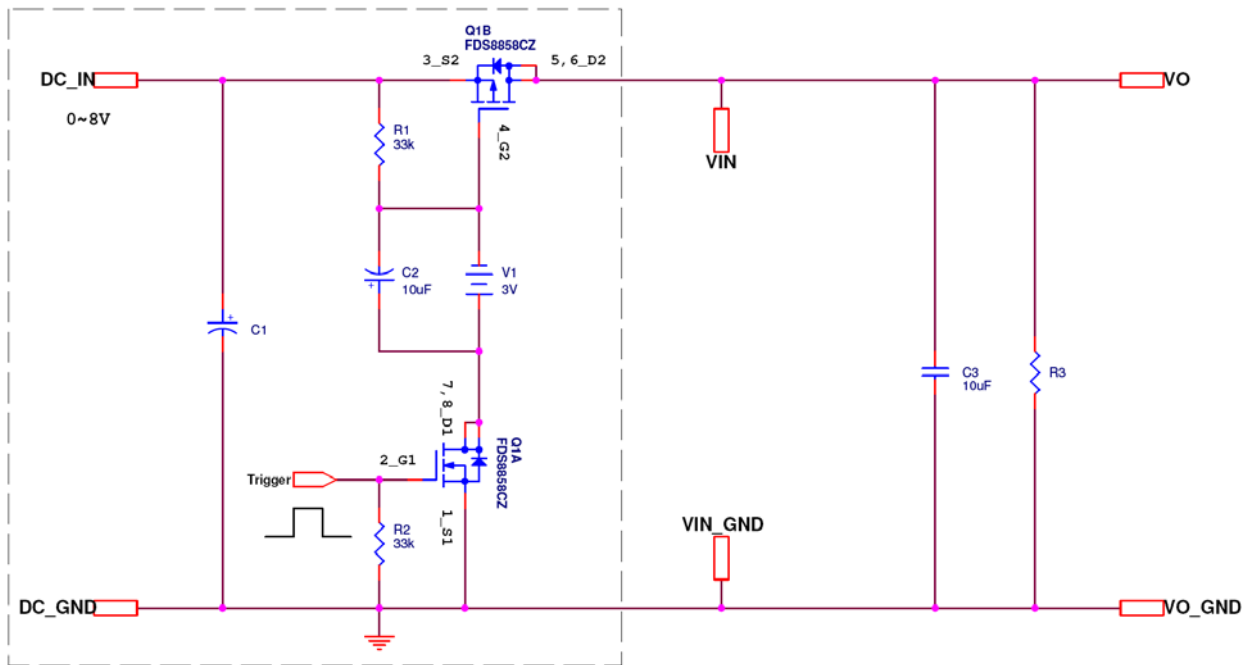 Q1B
FDS8858CZ
3_S2
5,6_D2
DC_IN
VO
0~8V
R1
33k
4_G2
VIN
C2
10uF
+
V1
3V
+
C1
C3
10uF
R3
7,8_D1
Q1A
FDS8858CZ
2_G1
Trigger
1_S1
R2
33k
VIN_GND
DC_GND
VO_GND